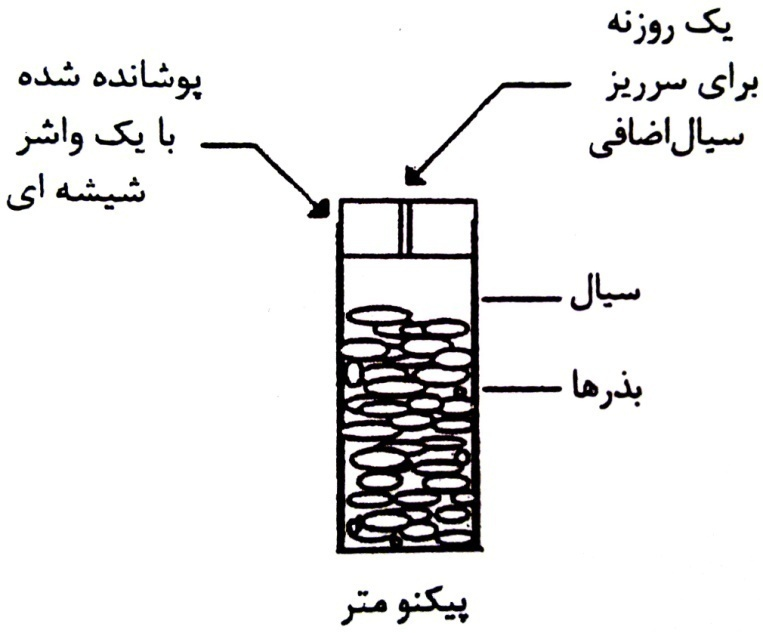 یک روزنه
برای سرریز
سیال اضافی
پوشانده شده
با یک واشر
شیشه ای
سیال
بذرها
پیکنو متر